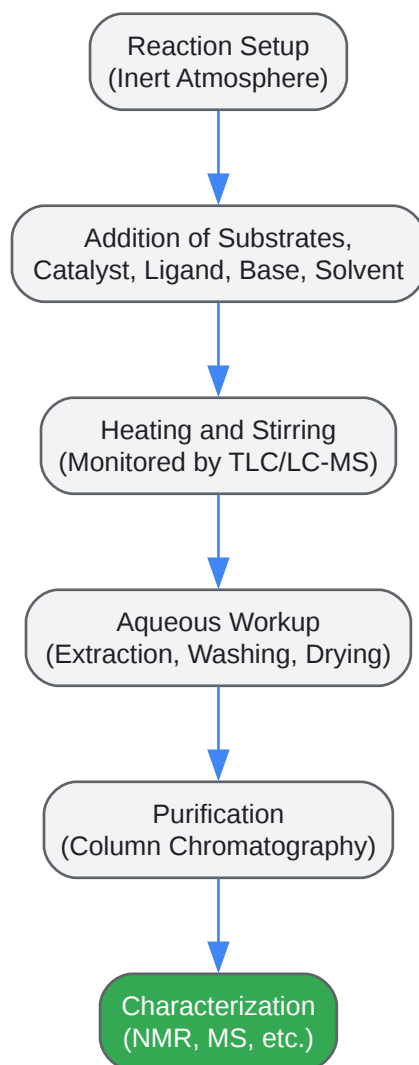 Reaction Setup
(Inert Atmosphere)
Addition of Substrates,
Catalyst, Ligand, Base, Solvent
Heating and Stirring
(Monitored by TLC/LC-MS)
Aqueous Workup
(Extraction, Washing, Drying)
Purification
(Column Chromatography)
Characterization
(NMR, MS, etc.)